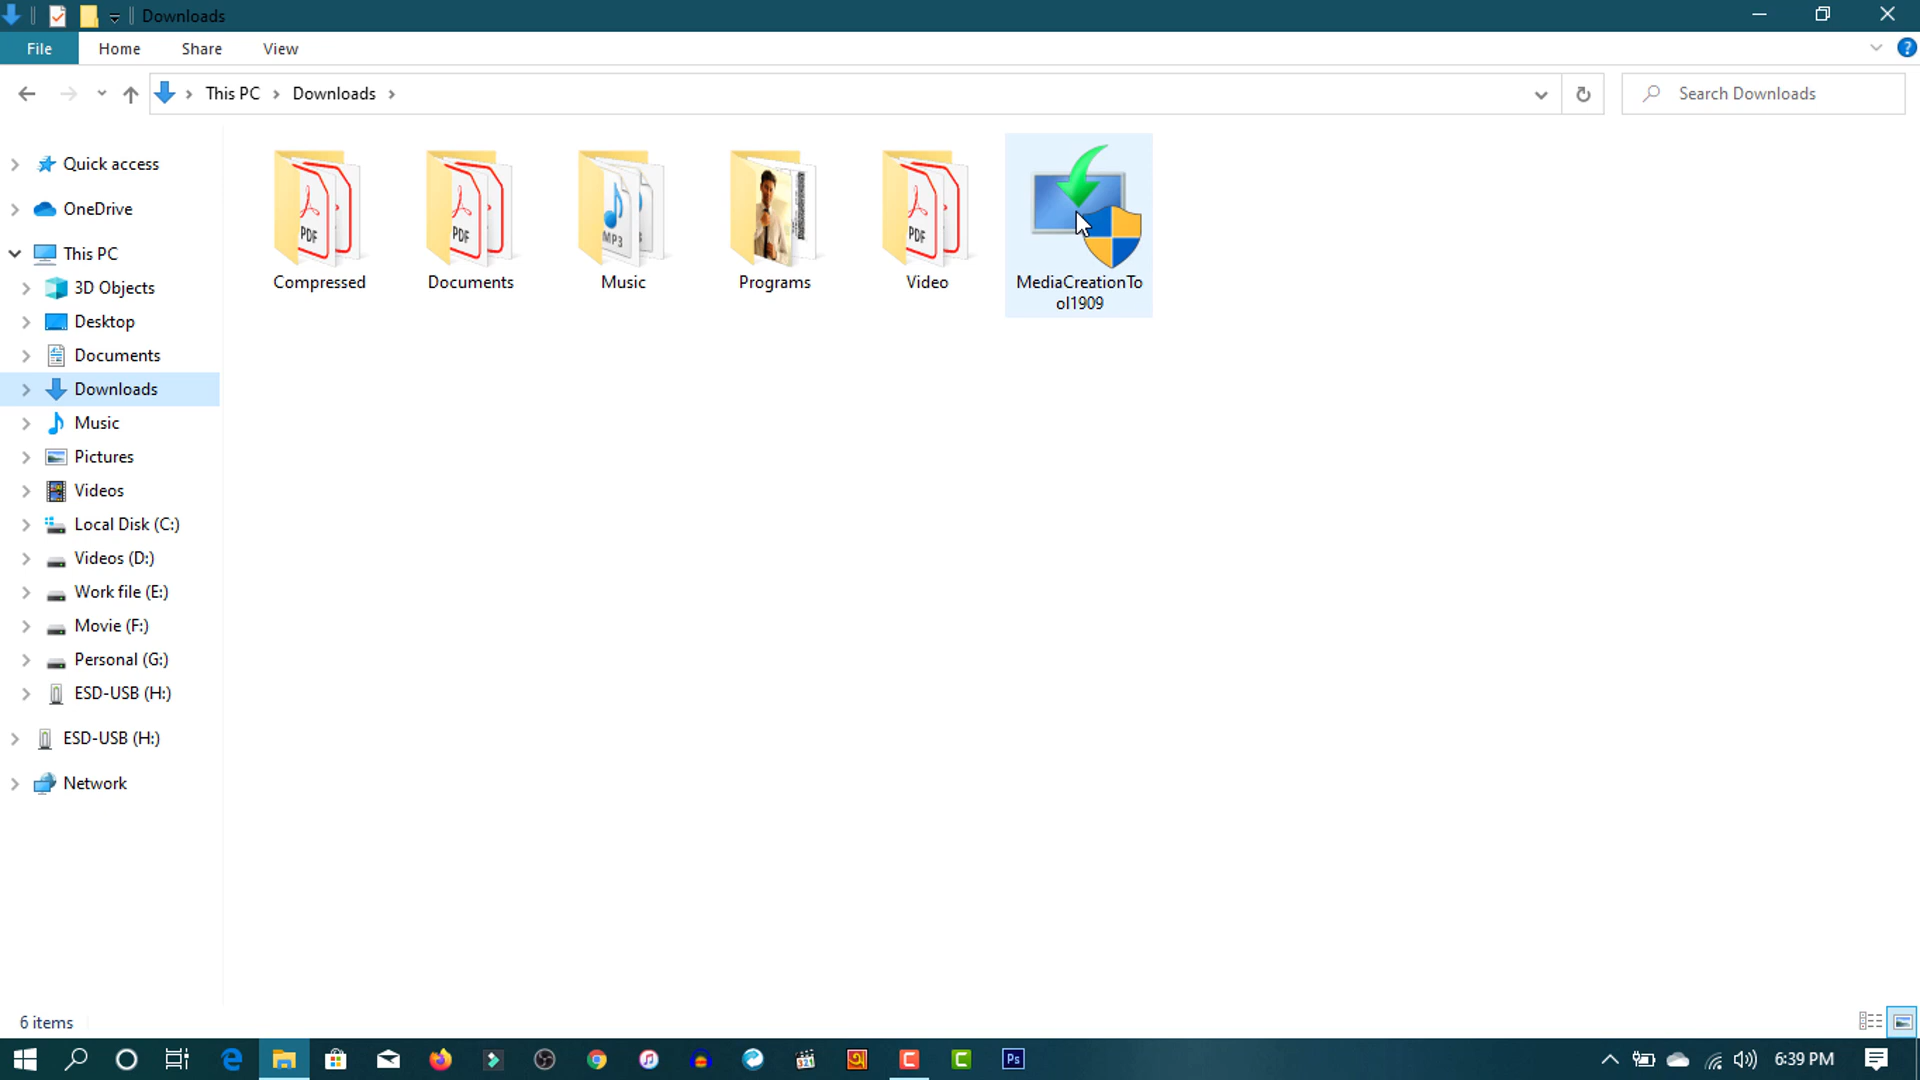 Downloads
File
Home
Share
View
This PC
Downloads
Search Downloads
Quick access
OneDrive
This PC
3D Objects
Desktop
Documents
Downloads
Music
Pictures
Videos
Local Disk (C:)
Videos (D:)
Work file (E:)
Movie (F:)
Personal (G:)
ESD-USB (H:)
ESD-USB (H:)
Network
PDF
PDF
MP3
PDF
Compressed
Documents
Music
Programs
Video
MediaCreationTo
ol1909
6 items
321
Ps
6:39 PM